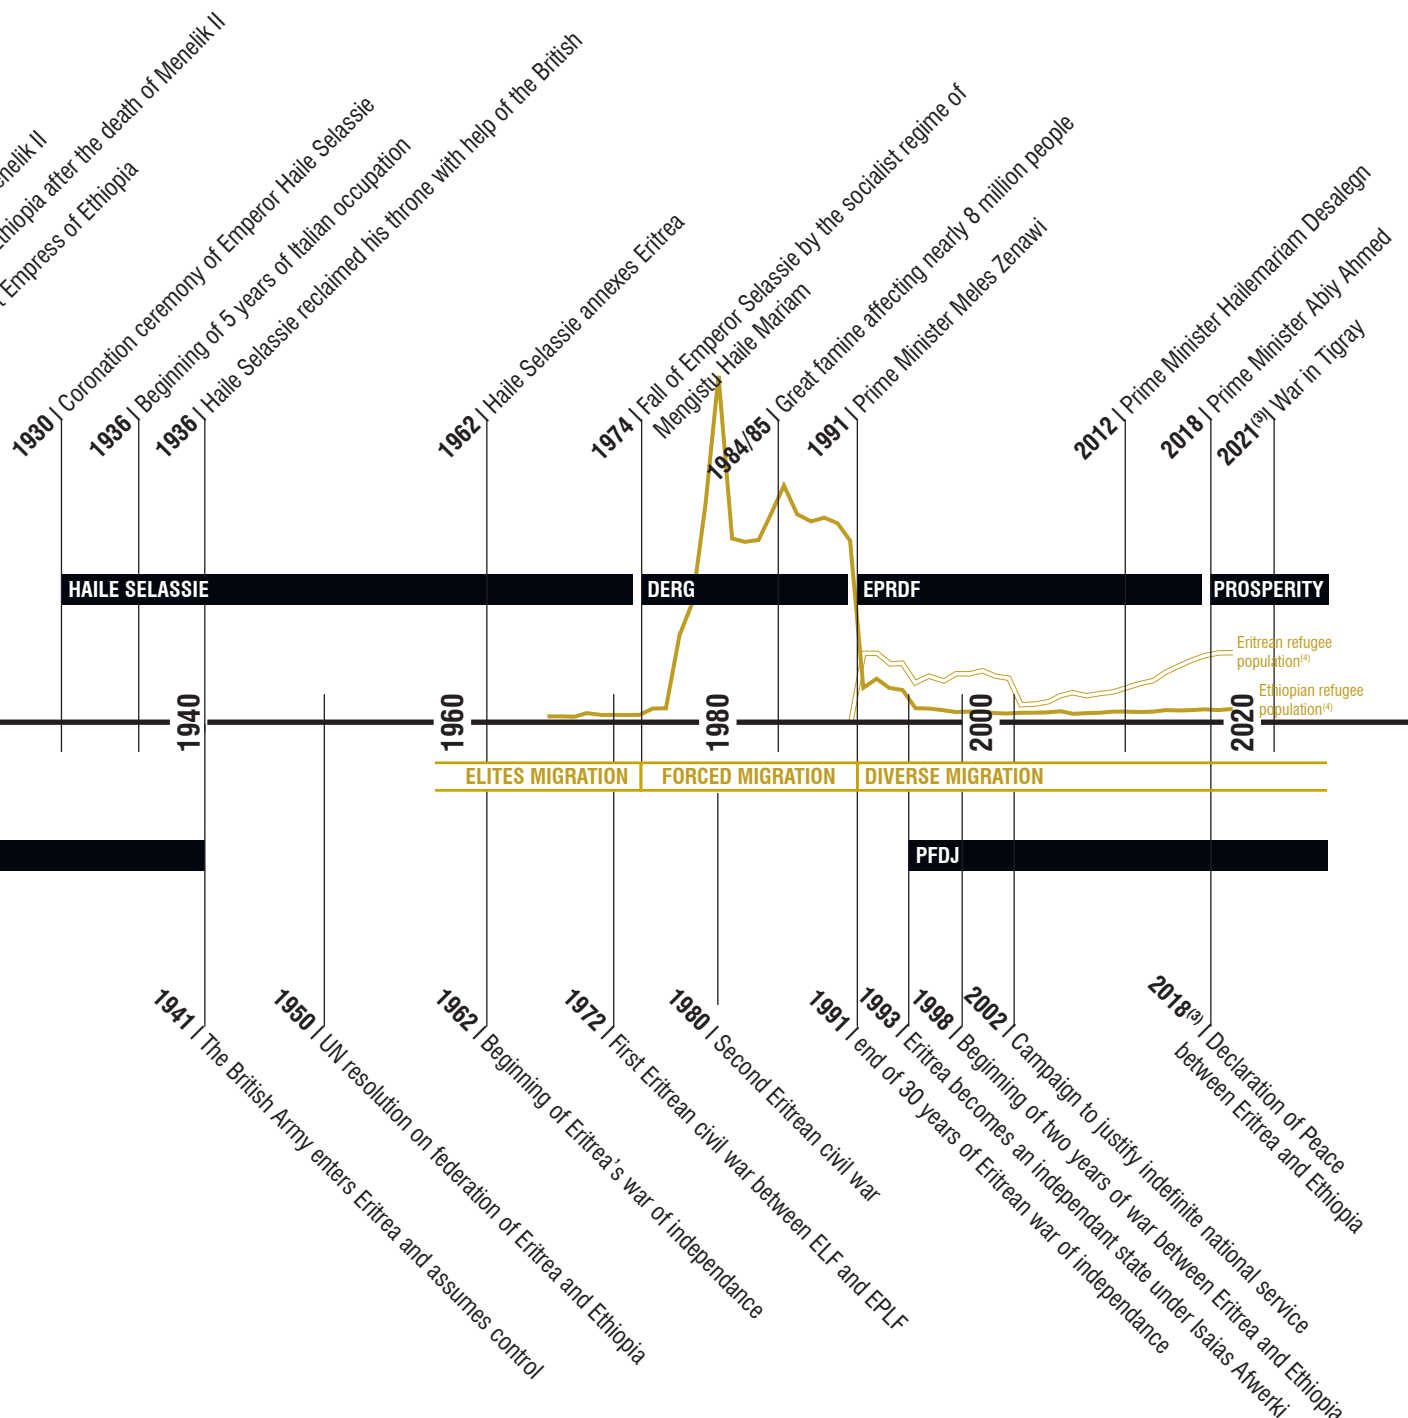 enelik II
thiopia after the death of Menelik II
t Empress of Ethiopia
1930 | Coronation ceremony of Emperor Haile Selassie
1936 | Beginning of 5 years of Italian occupation
1936 | Haile Selassie reclaimed his throne with help of the British
1962 | Haile Selassie annexes Eritrea
1974 | Fall of Emperor Selassie by the socialist regime of
Mengistu Haile Mariam
1984/85 | Great famine affecting nearly 8 million people
1991 | Prime Minister Meles Zenawi
2012 | Prime Minister Hailemariam Desalegn
2018 | Prime Minister Abiy Ahmed
2021(3) | War in Tigray
HAILE SELASSIE
DERG
EPRDF
PROSPERITY
Eritrean refugee
population(4)
Ethiopian refugee
population(4)
1940
1960
1980
2000
2020
ELITES MIGRATION
FORCED MIGRATION
DIVERSE MIGRATION
PFDJ
1941 | The British Army enters Eritrea and assumes control
1950 | UN resolution on federation of Eritrea and Ethiopia
1962 | Beginning of Eritrea's war of independance
1972 | First Eritrean civil war between ELF and EPLF
1980 | Second Eritrean civil war
1991 | end of 30 years of Eritrean war of independance
1993 | Eritrea becomes an independant state under Isaias Afwerki
1998 | Beginning of two years of war between Eritrea and Ethiopia
2002 | Campaign to justify indefinite national service
2018(3) | Declaration of Peace
between Eritrea and Ethiopia